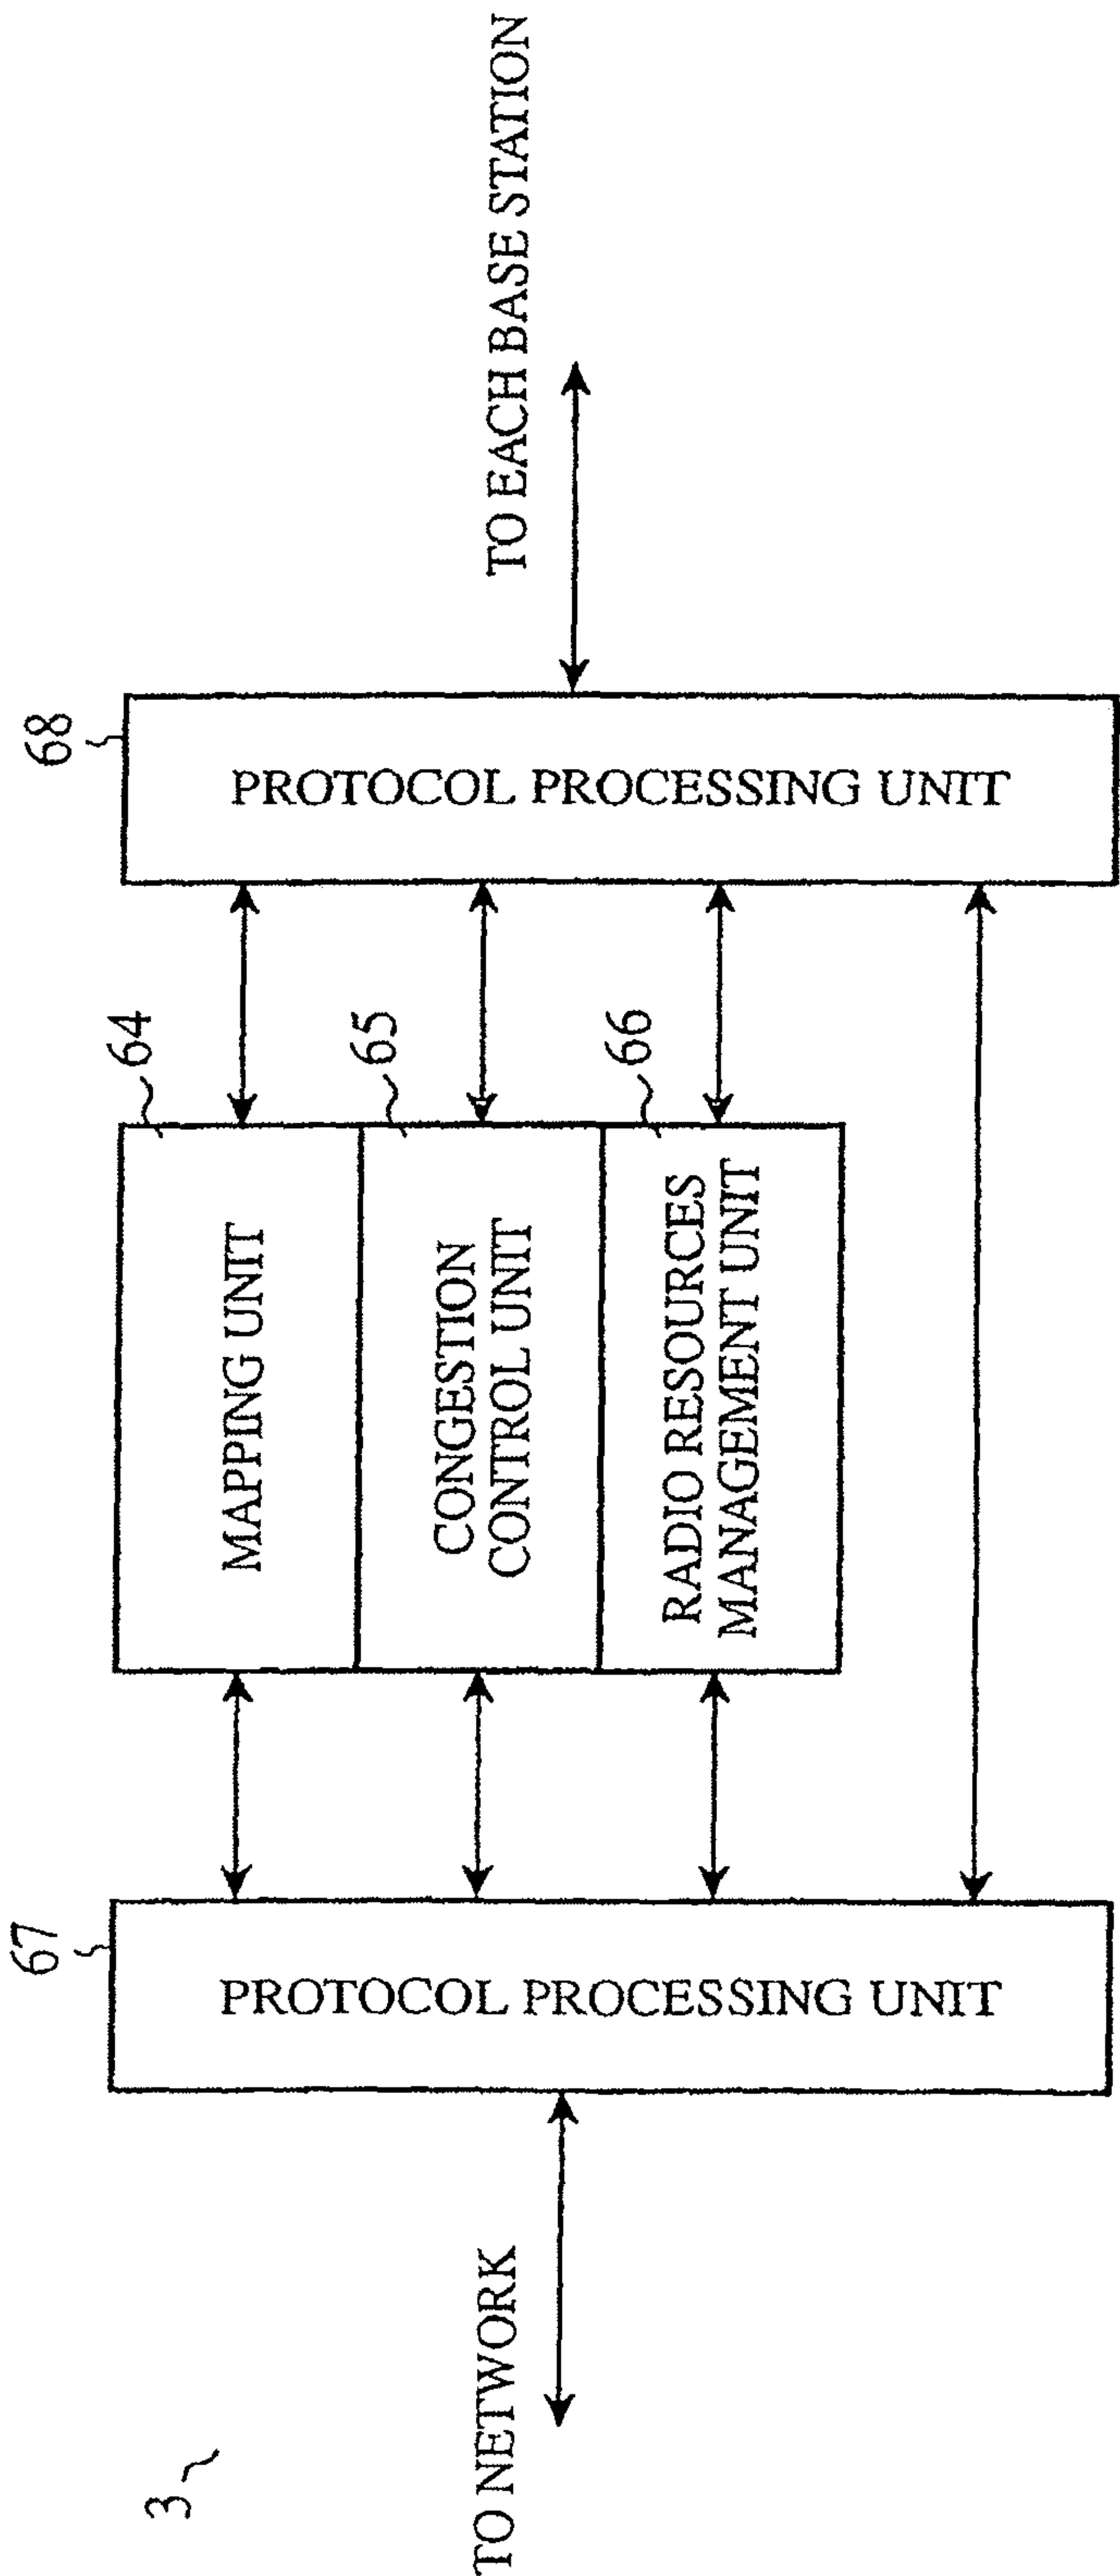 3
TO NETWORK
67
PROTOCOL PROCESSING UNIT
64
MAPPING UNIT
65
CONGESTION
CONTROL UNIT
66
RADIO RESOURCES
MANAGEMENT UNIT
68
PROTOCOL PROCESSING UNIT
TO EACH BASE STATION